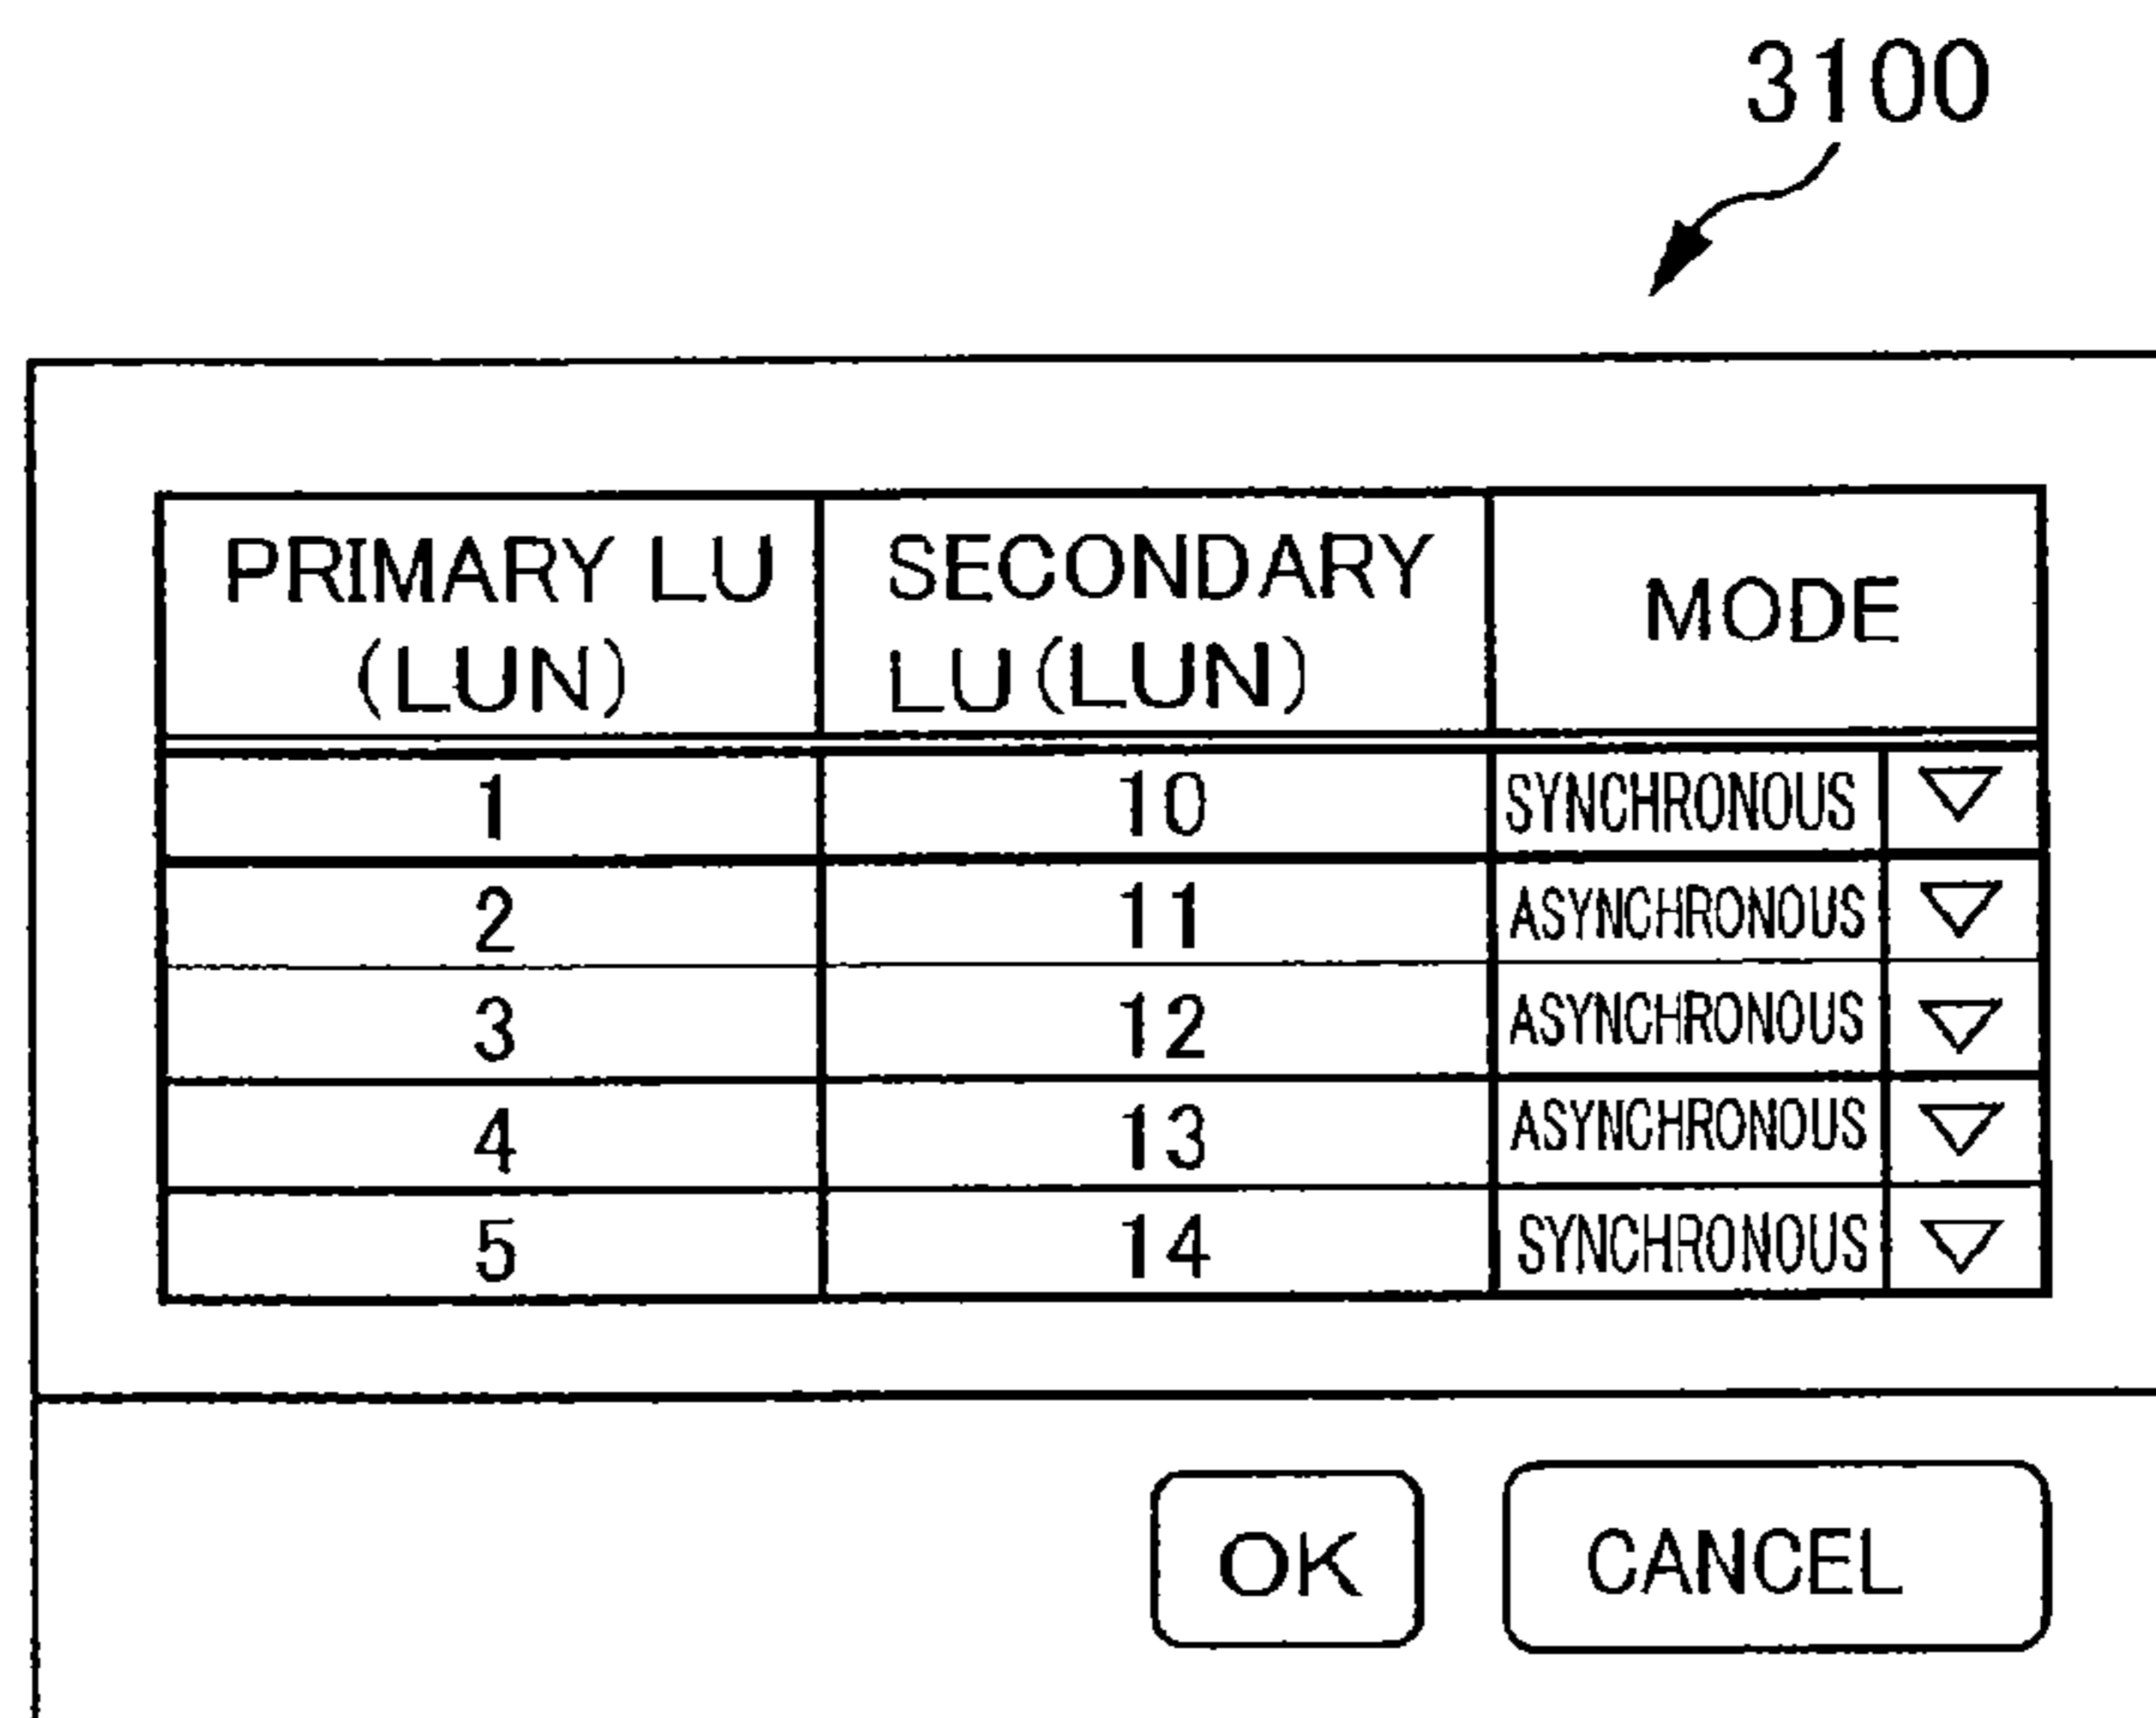 3100
PRIMARY LU SECONDARY MODE
(LUN) LU (LUN)
1 10 SYNCHRONOUS
2 11 ASYNCHRONOUS
3 12 ASYNCHRONOUS
4 13 ASYNCHRONOUS
5 14 SYNCHRONOUS
OK CANCEL